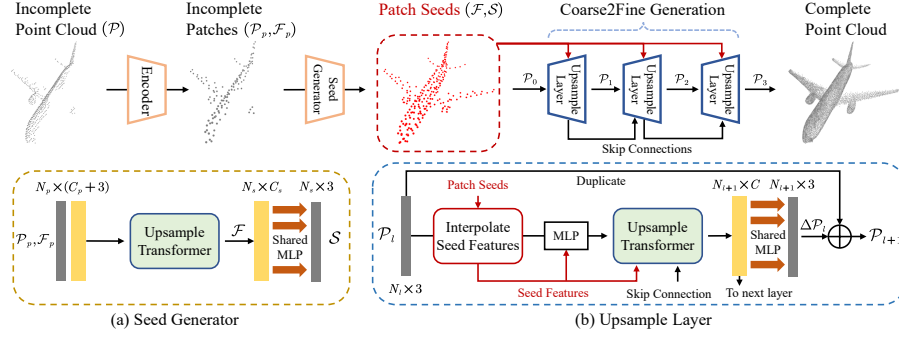 Incomplete
Point Cloud (𝒫)
Incomplete
Patches (𝒫ₚ,ℱₚ)
Patch Seeds (ℱ,𝒮)
Coarse2Fine Generation
Complete
Point Cloud
Encoder
Seed
Generator
𝒫₀
Upsample
Layer
𝒫₁
Upsample
Layer
𝒫₂
Upsample
Layer
𝒫₃
Skip Connections
Nₚ×(Cₚ+3)
𝒫ₚ,ℱₚ
Upsample
Transformer
ℱ
Nₛ×Cₛ
Nₛ×3
Shared
MLP
𝒮
(a) Seed Generator
Patch Seeds
Duplicate
𝒫ₗ
Nₗ×3
Interpolate
Seed Features
MLP
Upsample
Transformer
Seed Features
Skip Connection
Nₗ₊₁×C
Nₗ₊₁×3
Shared
MLP
Δ𝒫ₗ
𝒫ₗ₊₁
To next layer
(b) Upsample Layer